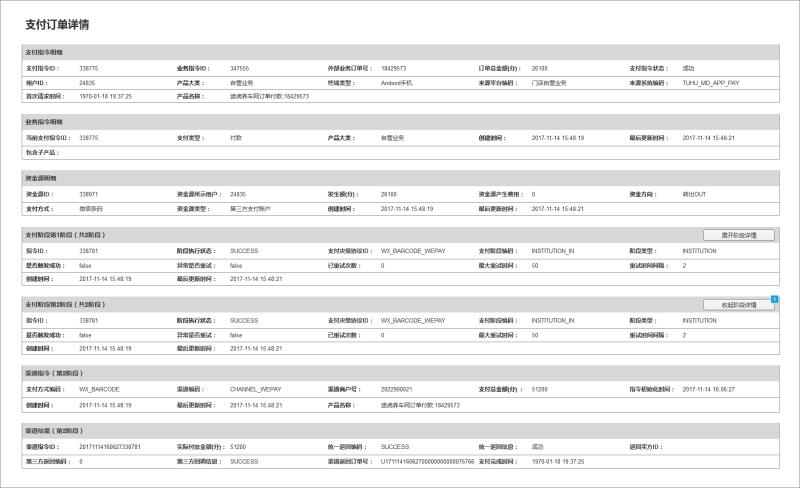 支付订单详情
支付指令明细
支付指令ID： 338775 业务指令ID： 347555 外部业务订单号： 18429573 订单总金额(分)： 26100 支付指令状态： 成功
用户ID： 24835 产品大类： 自营业务 终端类型： Andoird手机 来源平台编码： 门店自营业务 来源系统编码： TUHU_MD_APP_PAY
首次请求时间： 1970-01-18 19:37:25 产品名称： 途虎养车网订单付款:18429573
业务指令明细
当前支付指令ID： 338775 支付类型： 付款 产品大类： 自营业务 创建时间： 2017-11-14 15:48:19 最后更新时间： 2017-11-14 15:48:21
包含子产品：
资金源明细
资金源ID： 338971 资金源所示用户： 24835 发生额(分)： 26100 资金源产生费用： 0 资金方向： 转出OUT
支付方式： 微信条码 资金源类型： 第三方支付账户 创建时间： 2017-11-14 15:48:19 最后更新时间： 2017-11-14 15:48:21
支付阶段第1阶段（共2阶段） 展开阶段详情
指令ID： 338781 阶段执行状态： SUCCESS 支付决策协议ID： WX_BARCODE_WEPAY 支付阶段编码： INSTITUTION_IN 阶段类型： INSTITUTION
是否触发成功： false 异常是否重试： false 已重试次数： 0 最大重试时间： 50 重试时间间隔： 2
创建时间： 2017-11-14 15:48:19 最后更新时间： 2017-11-14 15:48:21
支付阶段第2阶段（共2阶段） 收起阶段详情 1
指令ID： 338781 阶段执行状态： SUCCESS 支付决策协议ID： WX_BARCODE_WEPAY 支付阶段编码： INSTITUTION_IN 阶段类型： INSTITUTION
是否触发成功： false 异常是否重试： false 已重试次数： 0 最大重试时间： 50 重试时间间隔： 2
创建时间： 2017-11-14 15:48:19 最后更新时间： 2017-11-14 15:48:21
渠道指令（第2阶段）
支付方式编码： WX_BARCODE 渠道编码： CHANNEL_WEPAY 渠道商户号： 2022900021 支付总金额(分)： 51200 指令初始化时间： 2017-11-14 16:06:27
创建时间： 2017-11-14 15:48:19 最后更新时间： 2017-11-14 15:48:21 产品名称： 途虎养车网订单付款:18429573
渠道结果（第2阶段）
渠道指令ID： 20171114160627338781 实际付款金额(分)： 51200 统一返回编码： SUCCESS 统一返回信息： 成功 返回买方ID：
第三方返回编码： 0 第三方回调信息： SUCCESS 渠道返回订单号： 支付完成时间： 1970-01-18 19:37:25